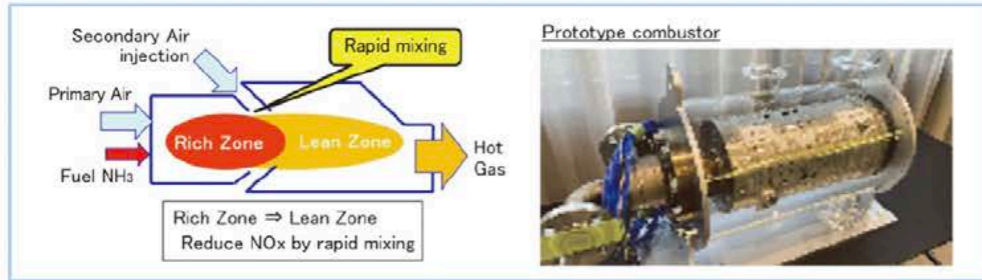 Secondary Air
injection
Rapid mixing
Primary Air
Rich Zone
Lean Zone
Fuel NH₃
Hot
Gas
Rich Zone ⇒ Lean Zone
Reduce NOx by rapid mixing
Prototype combustor